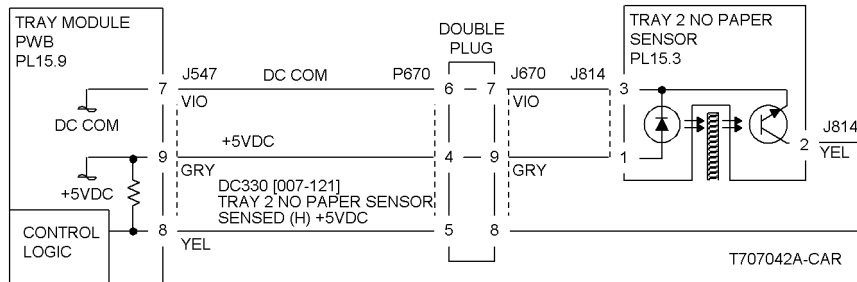 TRAY MODULE
PWB
PL15.9
DC COM
+5VDC
CONTROL
LOGIC
7 J547 DC COM P670 6 7 J670 J814 3
VIO VIO
9 +5VDC 4 9 1
GRY GRY
DC330 [007-121]
TRAY 2 NO PAPER SENSOR
SENSED (H) +5VDC
8 5 8
YEL
DOUBLE
PLUG
TRAY 2 NO PAPER
SENSOR
PL15.3
2 J814
YEL
T707042A-CAR